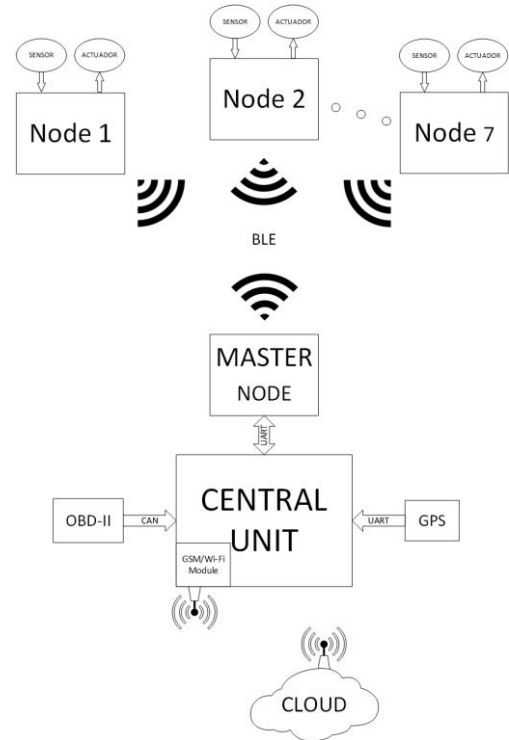 SENSOR
ACTUADOR
SENSOR
ACTUADOR
SENSOR
ACTUADOR
Node 1
Node 2
Node 7
BLE
MASTER
NODE
UART
CENTRAL
UNIT
OBD-II
CAN
UART
GPS
GSM/Wi-Fi
Module
CLOUD